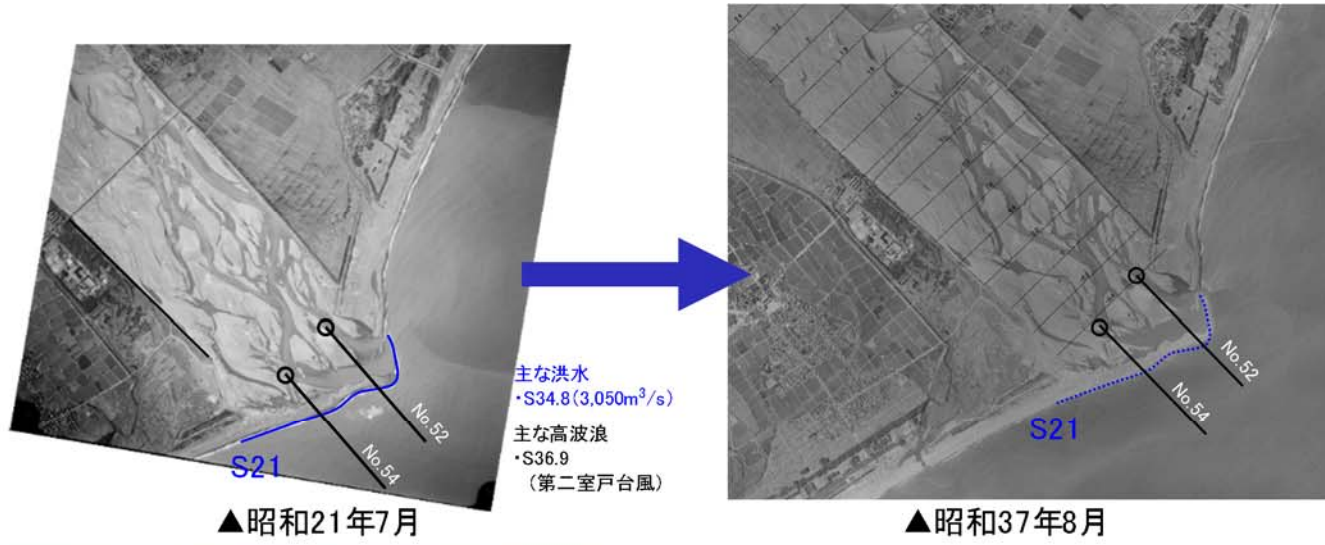 主な洪水
・S34.8(3,050m³/s)
主な高波浪
・S36.9
(第二室戸台風)
S21
No.52
No.54
▲昭和21年7月
S21
No.52
No.54
▲昭和37年8月